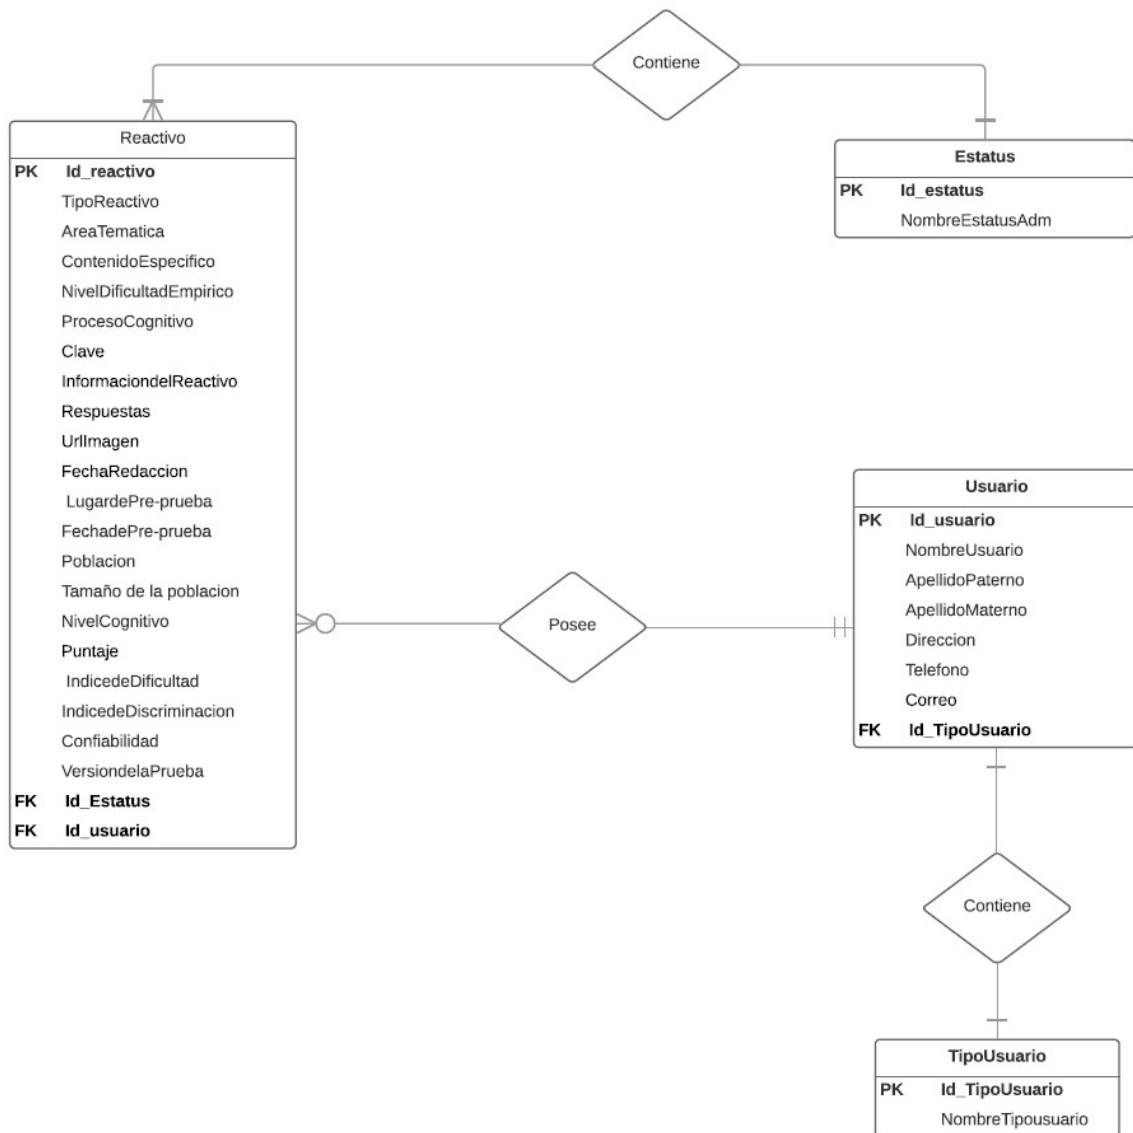 Contiene
Reactivo
PK Id_reactivo
TipoReactivo
AreaTematica
ContenidoEspecifico
NivelDificultadEmpirico
ProcesoCognitivo
Clave
InformaciondelReactivo
Respuestas
UrlImagen
FechaRedaccion
LugardePre-prueba
FechadePre-prueba
Poblacion
Tamaño de la poblacion
NivelCognitivo
Puntaje
IndicedeDificultad
IndicedeDiscriminacion
Confiabilidad
VersiondelaPrueba
FK Id_Estatus
FK Id_usuario
Estatus
PK Id_estatus
NombreEstatusAdm
Posee
Usuario
PK Id_usuario
NombreUsuario
ApellidoPaterno
ApellidoMaterno
Direccion
Telefono
Correo
FK Id_TipoUsuario
Contiene
TipoUsuario
PK Id_TipoUsuario
NombreTipousuario